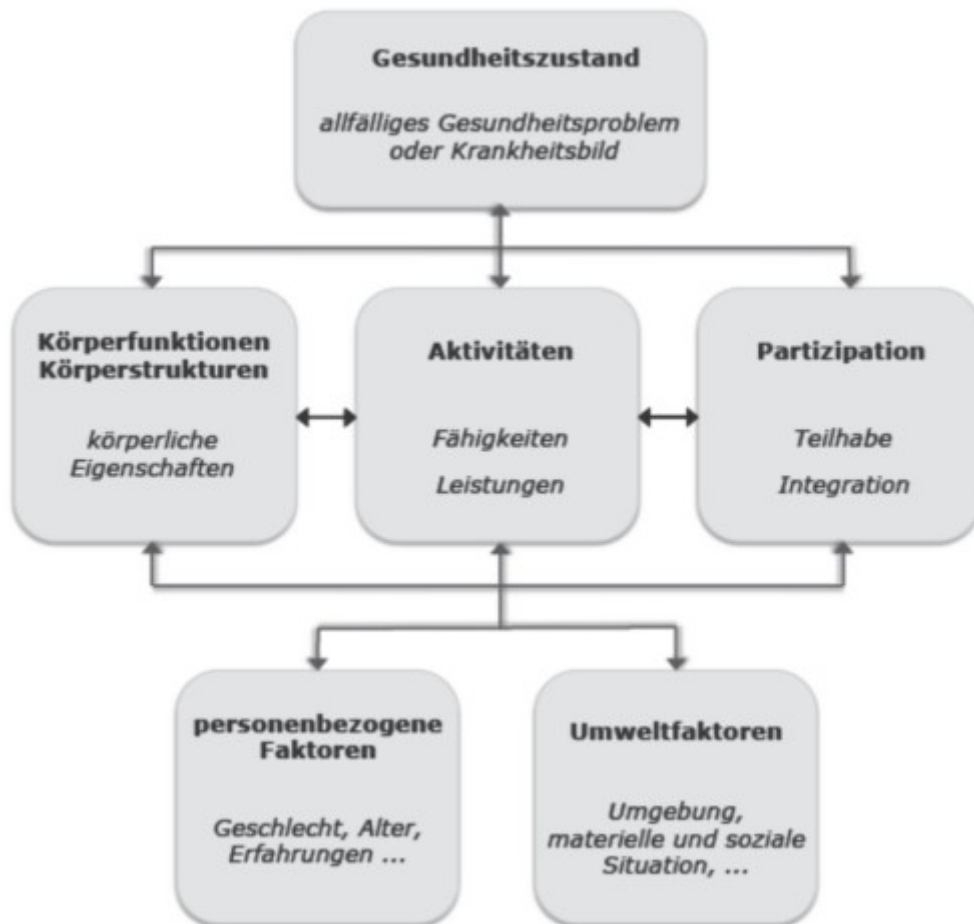 Gesundheitszustand
allfälliges Gesundheitsproblem
oder Krankheitsbild
Körperfunktionen
Körperstrukturen
körperliche
Eigenschaften
Aktivitäten
Fähigkeiten
Leistungen
Partizipation
Teilhabe
Integration
personenbezogene
Faktoren
Geschlecht, Alter,
Erfahrungen ...
Umweltfaktoren
Umgebung,
materielle und soziale
Situation, ...